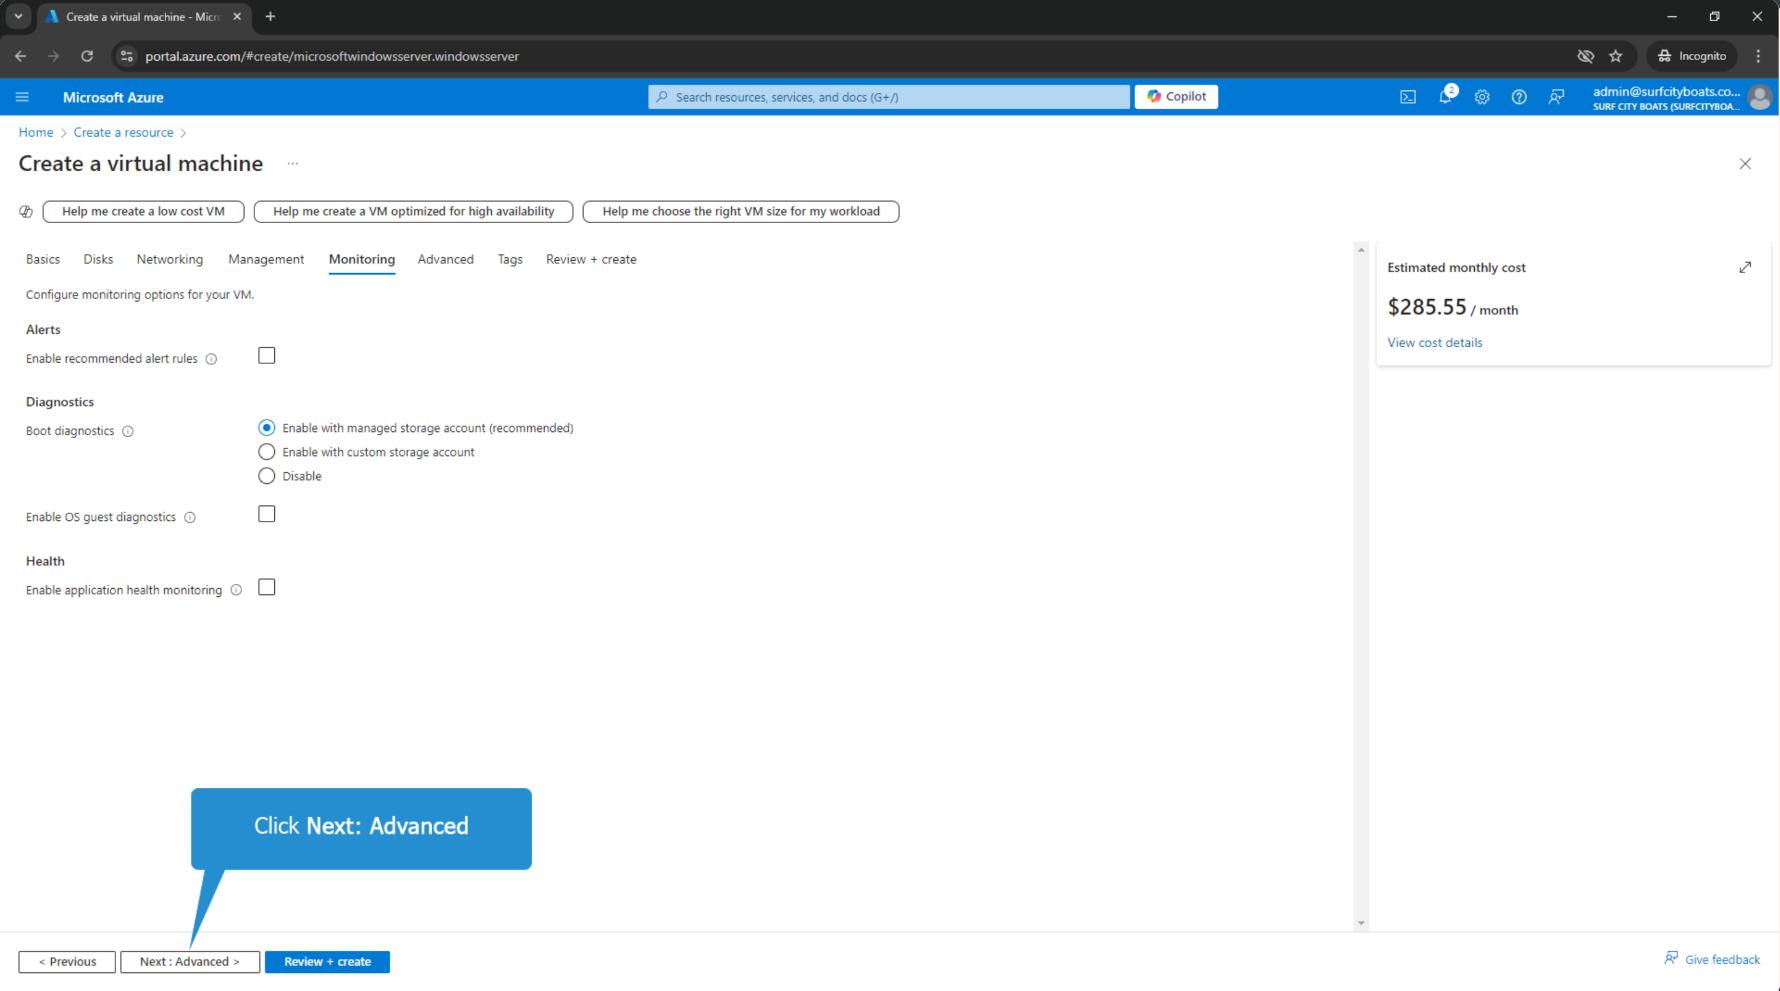 Create a virtual machine - Micr
portal.azure.com/#create/microsoftwindowsserver.windowsserver
Incognito
Microsoft Azure
Search resources, services, and docs (G+/)
Copilot
2
admin@surfcityboats.co...
SURF CITY BOATS (SURFCITYBOA...
Home > Create a resource >
Create a virtual machine ...
Help me create a low cost VM
Help me create a VM optimized for high availability
Help me choose the right VM size for my workload
Basics Disks Networking Management Monitoring Advanced Tags Review + create
Configure monitoring options for your VM.
Alerts
Enable recommended alert rules
Diagnostics
Boot diagnostics
Enable with managed storage account (recommended)
Enable with custom storage account
Disable
Enable OS guest diagnostics
Health
Enable application health monitoring
Estimated monthly cost
$285.55 / month
View cost details
Click Next: Advanced
< Previous
Next : Advanced >
Review + create
Give feedback